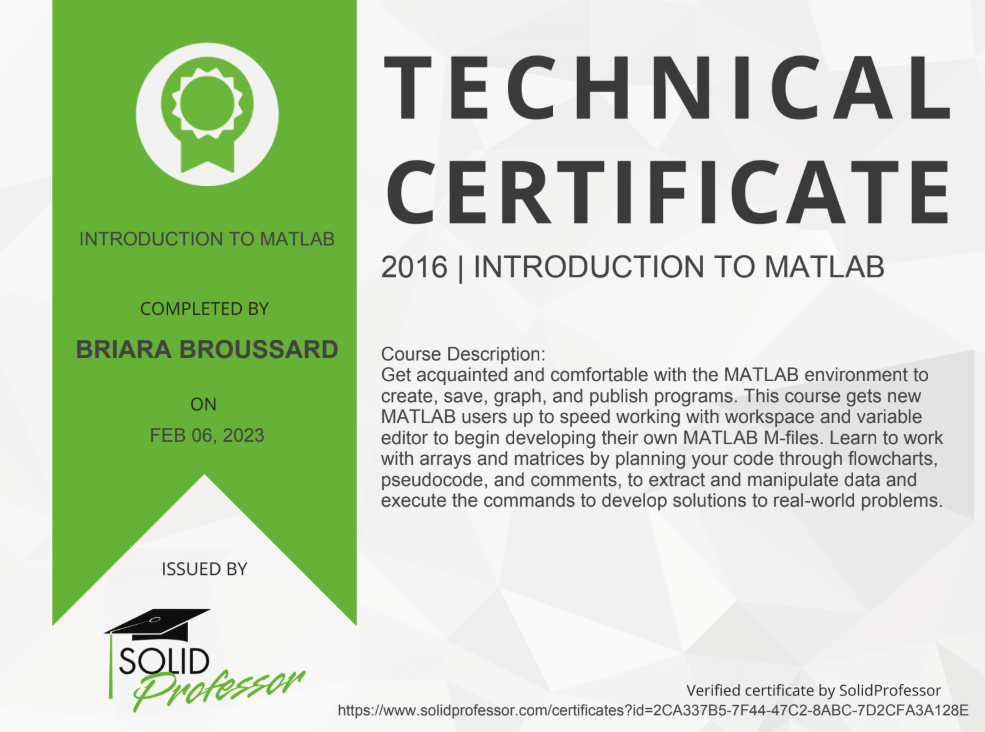 INTRODUCTION TO MATLAB
COMPLETED BY
BRIARA BROUSSARD
ON
FEB 06, 2023
ISSUED BY
SOLID
Professor
TECHNICAL
CERTIFICATE
2016 | INTRODUCTION TO MATLAB
Course Description:
Get acquainted and comfortable with the MATLAB environment to
create, save, graph, and publish programs. This course gets new
MATLAB users up to speed working with workspace and variable
editor to begin developing their own MATLAB M-files. Learn to work
with arrays and matrices by planning your code through flowcharts,
pseudocode, and comments, to extract and manipulate data and
execute the commands to develop solutions to real-world problems.
Verified certificate by SolidProfessor
https://www.solidprofessor.com/certificates?id=2CA337B5-7F44-47C2-8ABC-7D2CFA3A128E